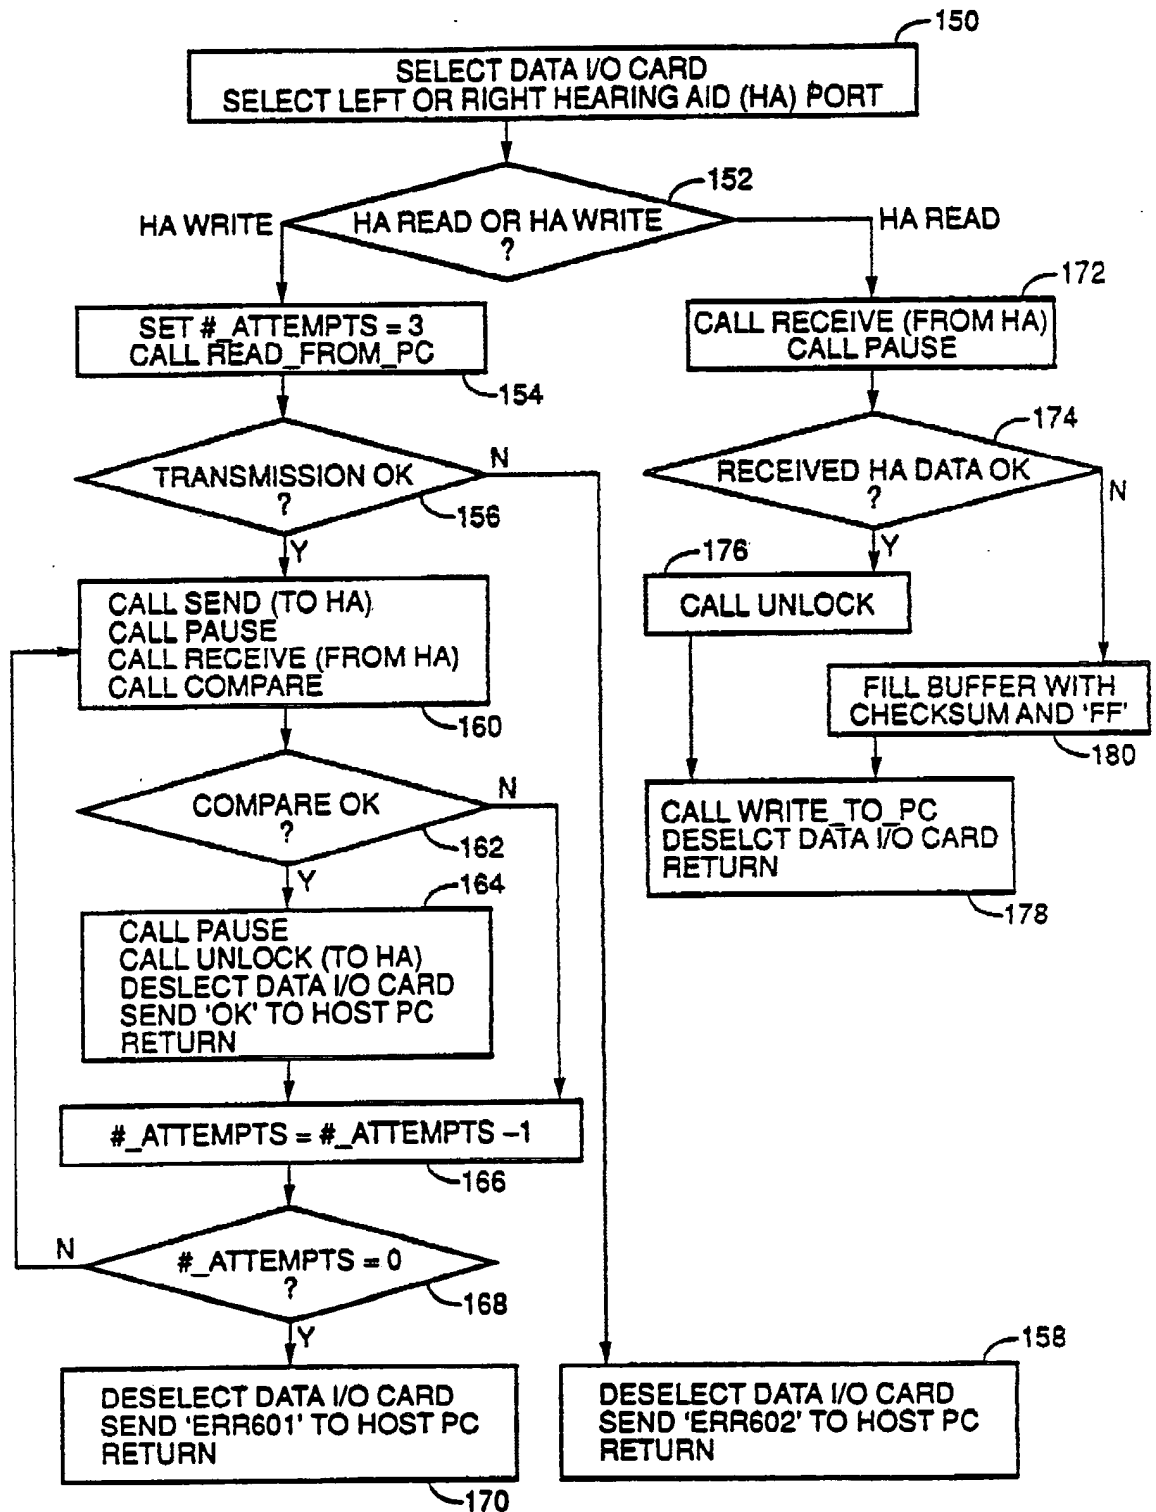 150
SELECT DATA I/O CARD
SELECT LEFT OR RIGHT HEARING AID (HA) PORT
152
HA WRITE
HA READ OR HA WRITE
?
HA READ
SET #_ATTEMPTS = 3
CALL READ_FROM_PC
154
172
CALL RECEIVE (FROM HA)
CALL PAUSE
TRANSMISSION OK
?
N
156
Y
174
RECEIVED HA DATA OK
?
N
Y
176
CALL UNLOCK
CALL SEND (TO HA)
CALL PAUSE
CALL RECEIVE (FROM HA)
CALL COMPARE
160
FILL BUFFER WITH
CHECKSUM AND 'FF'
180
COMPARE OK
?
N
162
Y
CALL WRITE_TO_PC
DESELCT DATA I/O CARD
RETURN
178
164
CALL PAUSE
CALL UNLOCK (TO HA)
DESLECT DATA I/O CARD
SEND 'OK' TO HOST PC
RETURN
#_ATTEMPTS = #_ATTEMPTS –1
166
N
#_ATTEMPTS = 0
?
168
Y
DESELECT DATA I/O CARD
SEND 'ERR601' TO HOST PC
RETURN
170
158
DESELECT DATA I/O CARD
SEND 'ERR602' TO HOST PC
RETURN